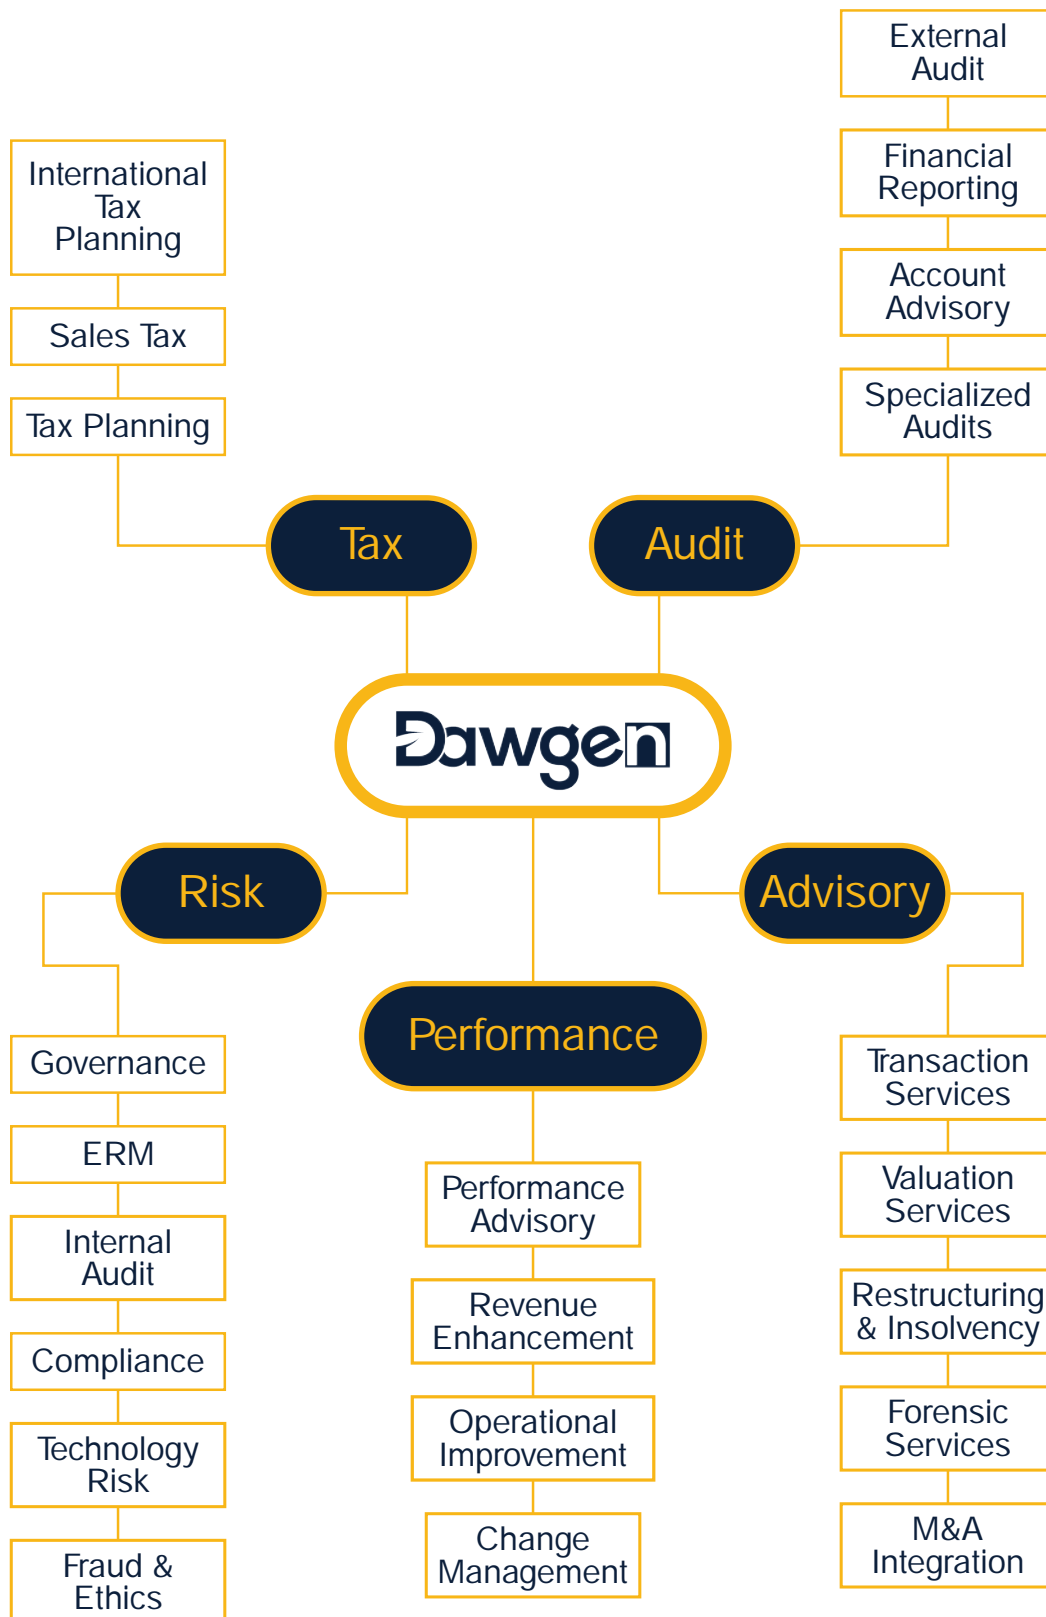 External
Audit
Financial
Reporting
Account
Advisory
Specialized
Audits
International
Tax
Planning
Sales Tax
Tax Planning
Tax
Audit
Dawgen
Risk
Advisory
Performance
Governance
ERM
Internal
Audit
Compliance
Technology
Risk
Fraud &
Ethics
Performance
Advisory
Revenue
Enhancement
Operational
Improvement
Change
Management
Transaction
Services
Valuation
Services
Restructuring
& Insolvency
Forensic
Services
M&A
Integration